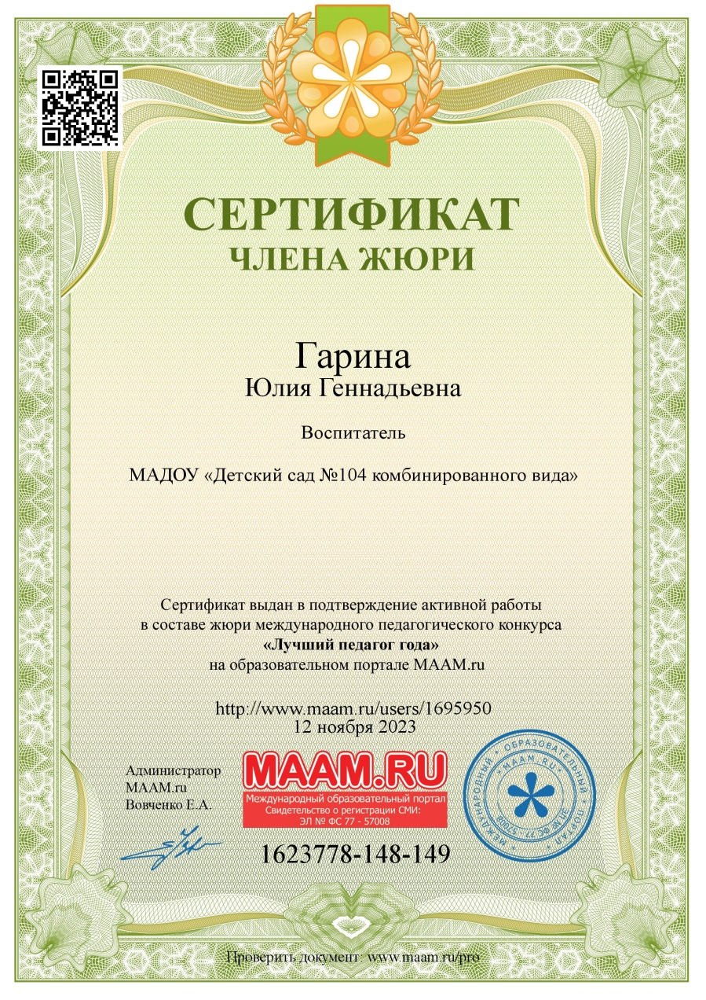 СЕРТИФИКАТ
ЧЛЕНА ЖЮРИ
Гарина
Юлия Геннадьевна
Воспитатель
МАДОУ «Детский сад №104 комбинированного вида»
Сертификат выдан в подтверждение активной работы
в составе жюри международного педагогического конкурса
«Лучший педагог года»
на образовательном портале MAAM.ru
http://www.maam.ru/users/1695950
12 ноября 2023
Администратор
MAAM.ru
Вовченко Е.А.
MAAM.RU
Международный образовательный портал
Свидетельство о регистрации СМИ:
ЭЛ № ФС 77 - 57008
1623778-148-149
* МЕЖДУНАРОДНЫЙ * ОБРАЗОВАТЕЛЬНЫЙ * ПОРТАЛ *
* MAAM.RU *
ЭЛ № ФС 77-57008
Проверить документ: www.maam.ru/pro